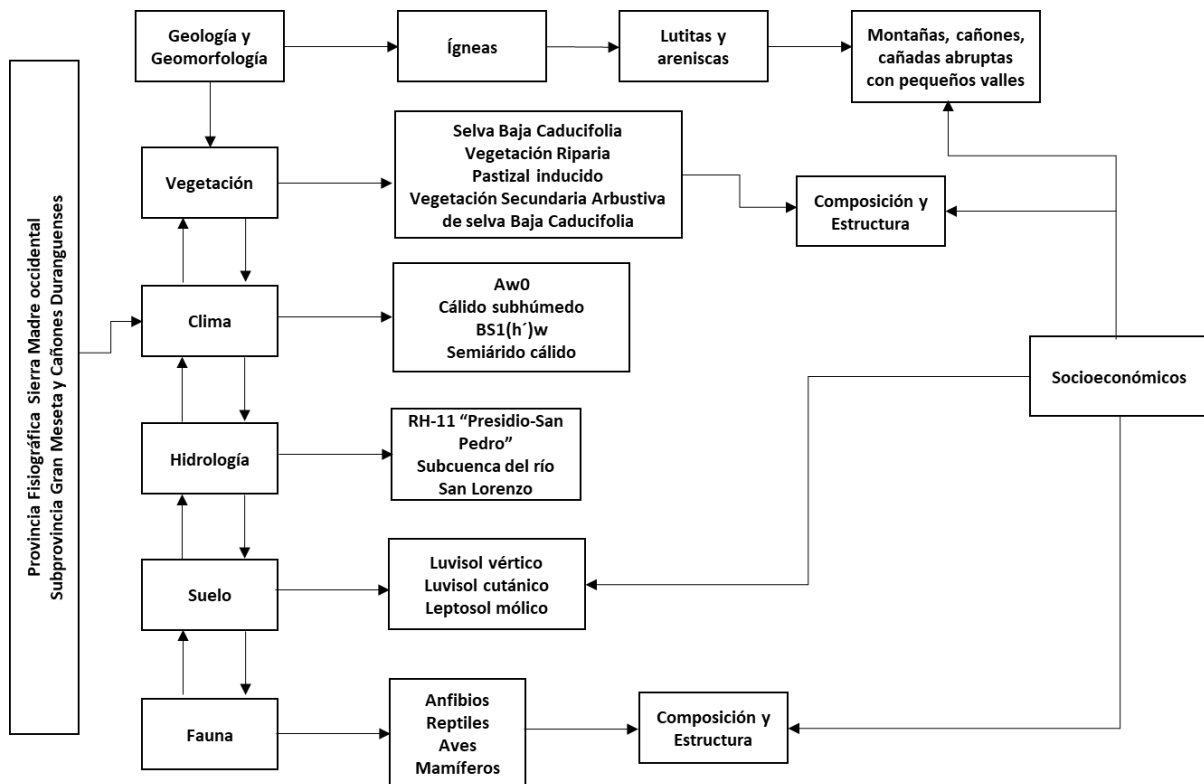 Provincia Fisiográfica Sierra Madre occidental
Subprovincia Gran Meseta y Cañones Duranguenses
Geología y
Geomorfología
Ígneas
Lutitas y
areniscas
Montañas, cañones,
cañadas abruptas
con pequeños valles
Vegetación
Selva Baja Caducifolia
Vegetación Riparia
Pastizal inducido
Vegetación Secundaria Arbustiva
de selva Baja Caducifolia
Composición y
Estructura
Clima
Aw0
Cálido subhúmedo
BS1(h´)w
Semiárido cálido
Socioeconómicos
Hidrología
RH-11 “Presidio-San
Pedro”
Subcuenca del río
San Lorenzo
Suelo
Luvisol vértico
Luvisol cutánico
Leptosol mólico
Fauna
Anfibios
Reptiles
Aves
Mamíferos
Composición y
Estructura